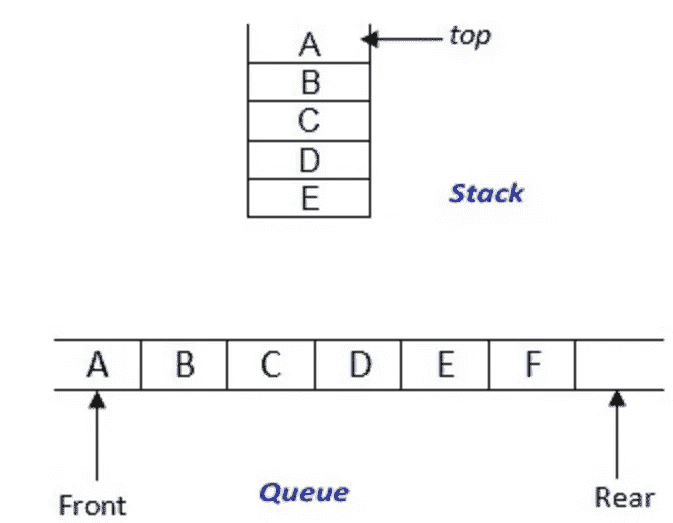 A top
B
C
D
E
Stack
A B C D E F
Front Queue Rear